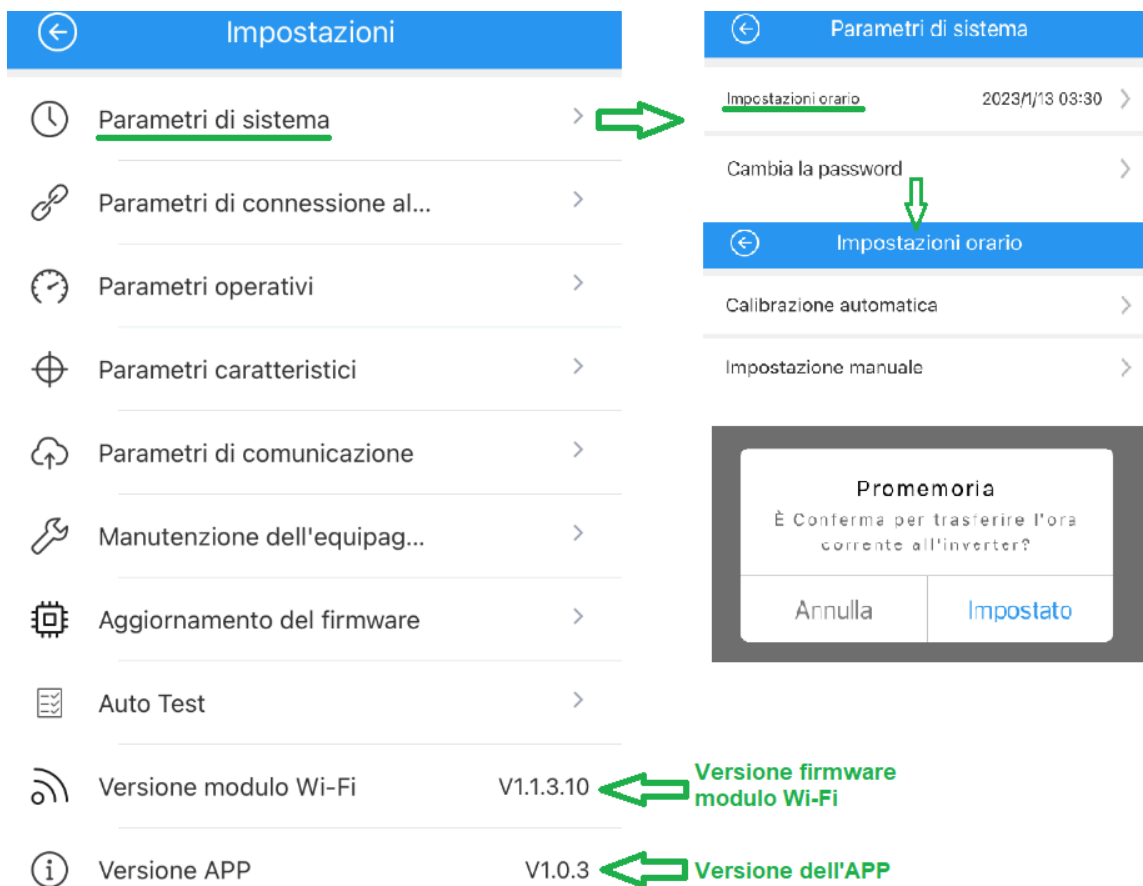 Impostazioni
Parametri di sistema
Parametri di connessione al...
Parametri operativi
Parametri caratteristici
Parametri di comunicazione
Manutenzione dell'equipag...
Aggiornamento del firmware
Auto Test
Versione modulo Wi-Fi V1.1.3.10
Versione firmware
modulo Wi-Fi
Versione APP V1.0.3
Versione dell'APP
Parametri di sistema
Impostazioni orario 2023/1/13 03:30
Cambia la password
Impostazioni orario
Calibrazione automatica
Impostazione manuale
Promemoria
È Conferma per trasferire l'ora
corrente all'inverter?
Annulla Impostato